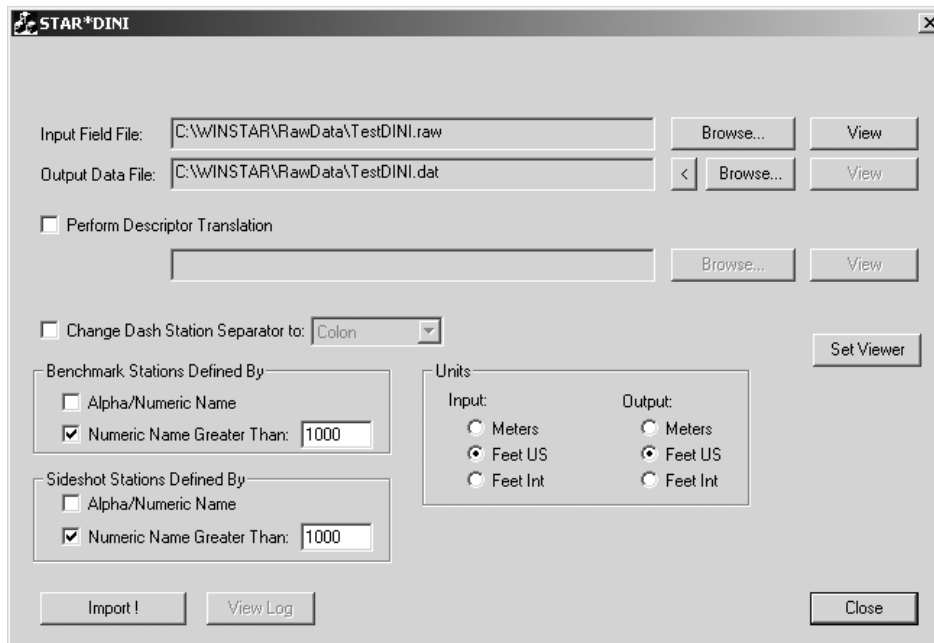 STAR*DINI
Input Field File: C:\WINSTAR\RawData\TestDINI.raw Browse... View
Output Data File: C:\WINSTAR\RawData\TestDINI.dat < Browse... View
Perform Descriptor Translation
Browse... View
Change Dash Station Separator to: Colon
Set Viewer
Benchmark Stations Defined By
Alpha/Numeric Name
Numeric Name Greater Than: 1000
Sideshot Stations Defined By
Alpha/Numeric Name
Numeric Name Greater Than: 1000
Units
Input: Output:
Meters Meters
Feet US Feet US
Feet Int Feet Int
Import ! View Log Close